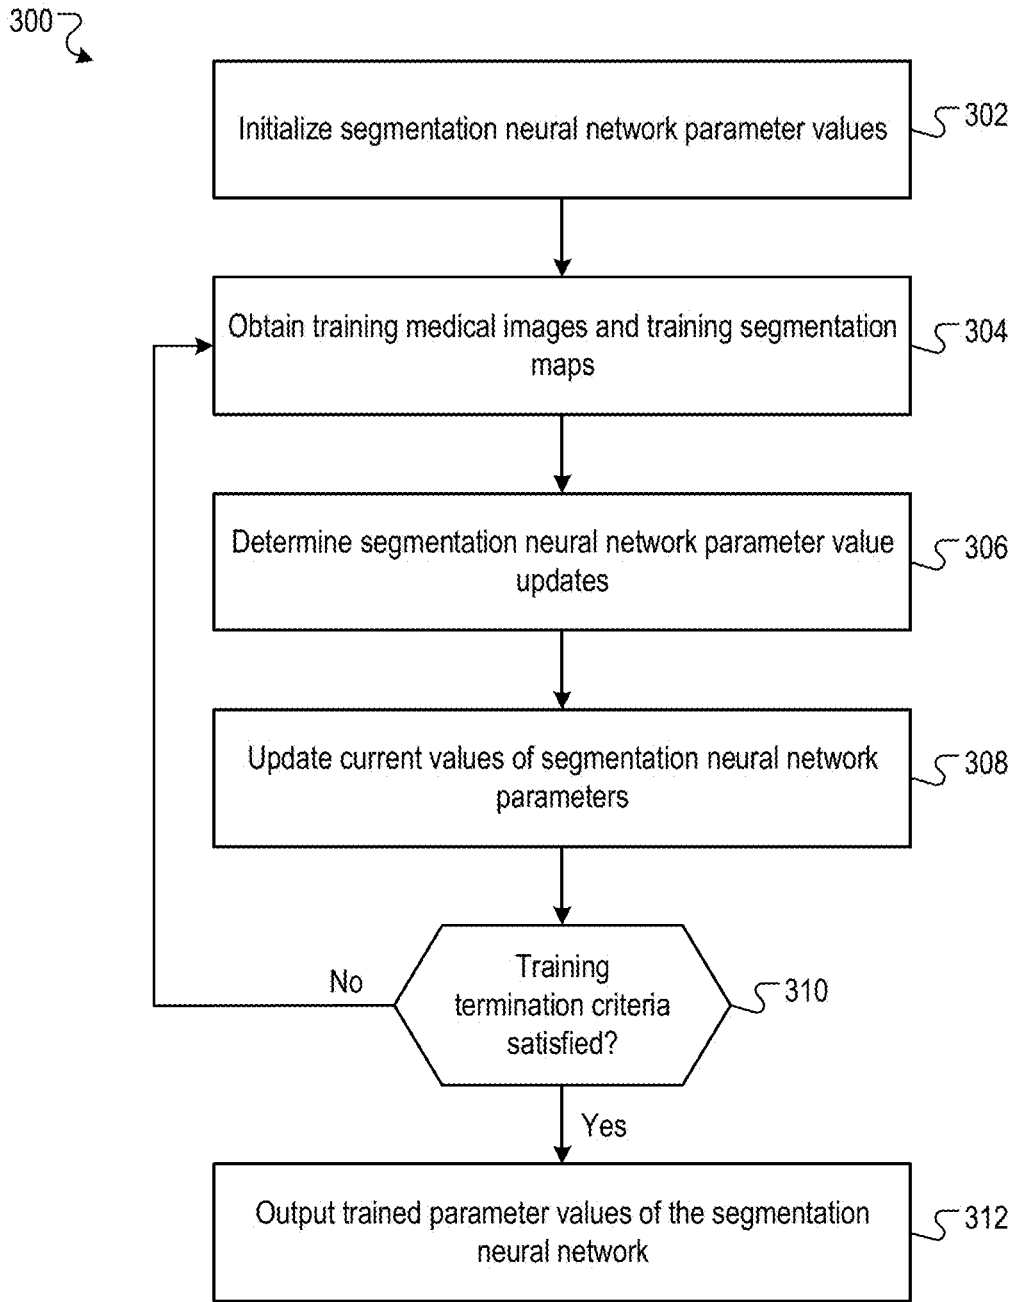 300
Initialize segmentation neural network parameter values
302
Obtain training medical images and training segmentation
maps
304
Determine segmentation neural network parameter value
updates
306
Update current values of segmentation neural network
parameters
308
Training
termination criteria
satisfied?
310
No
Yes
Output trained parameter values of the segmentation
neural network
312